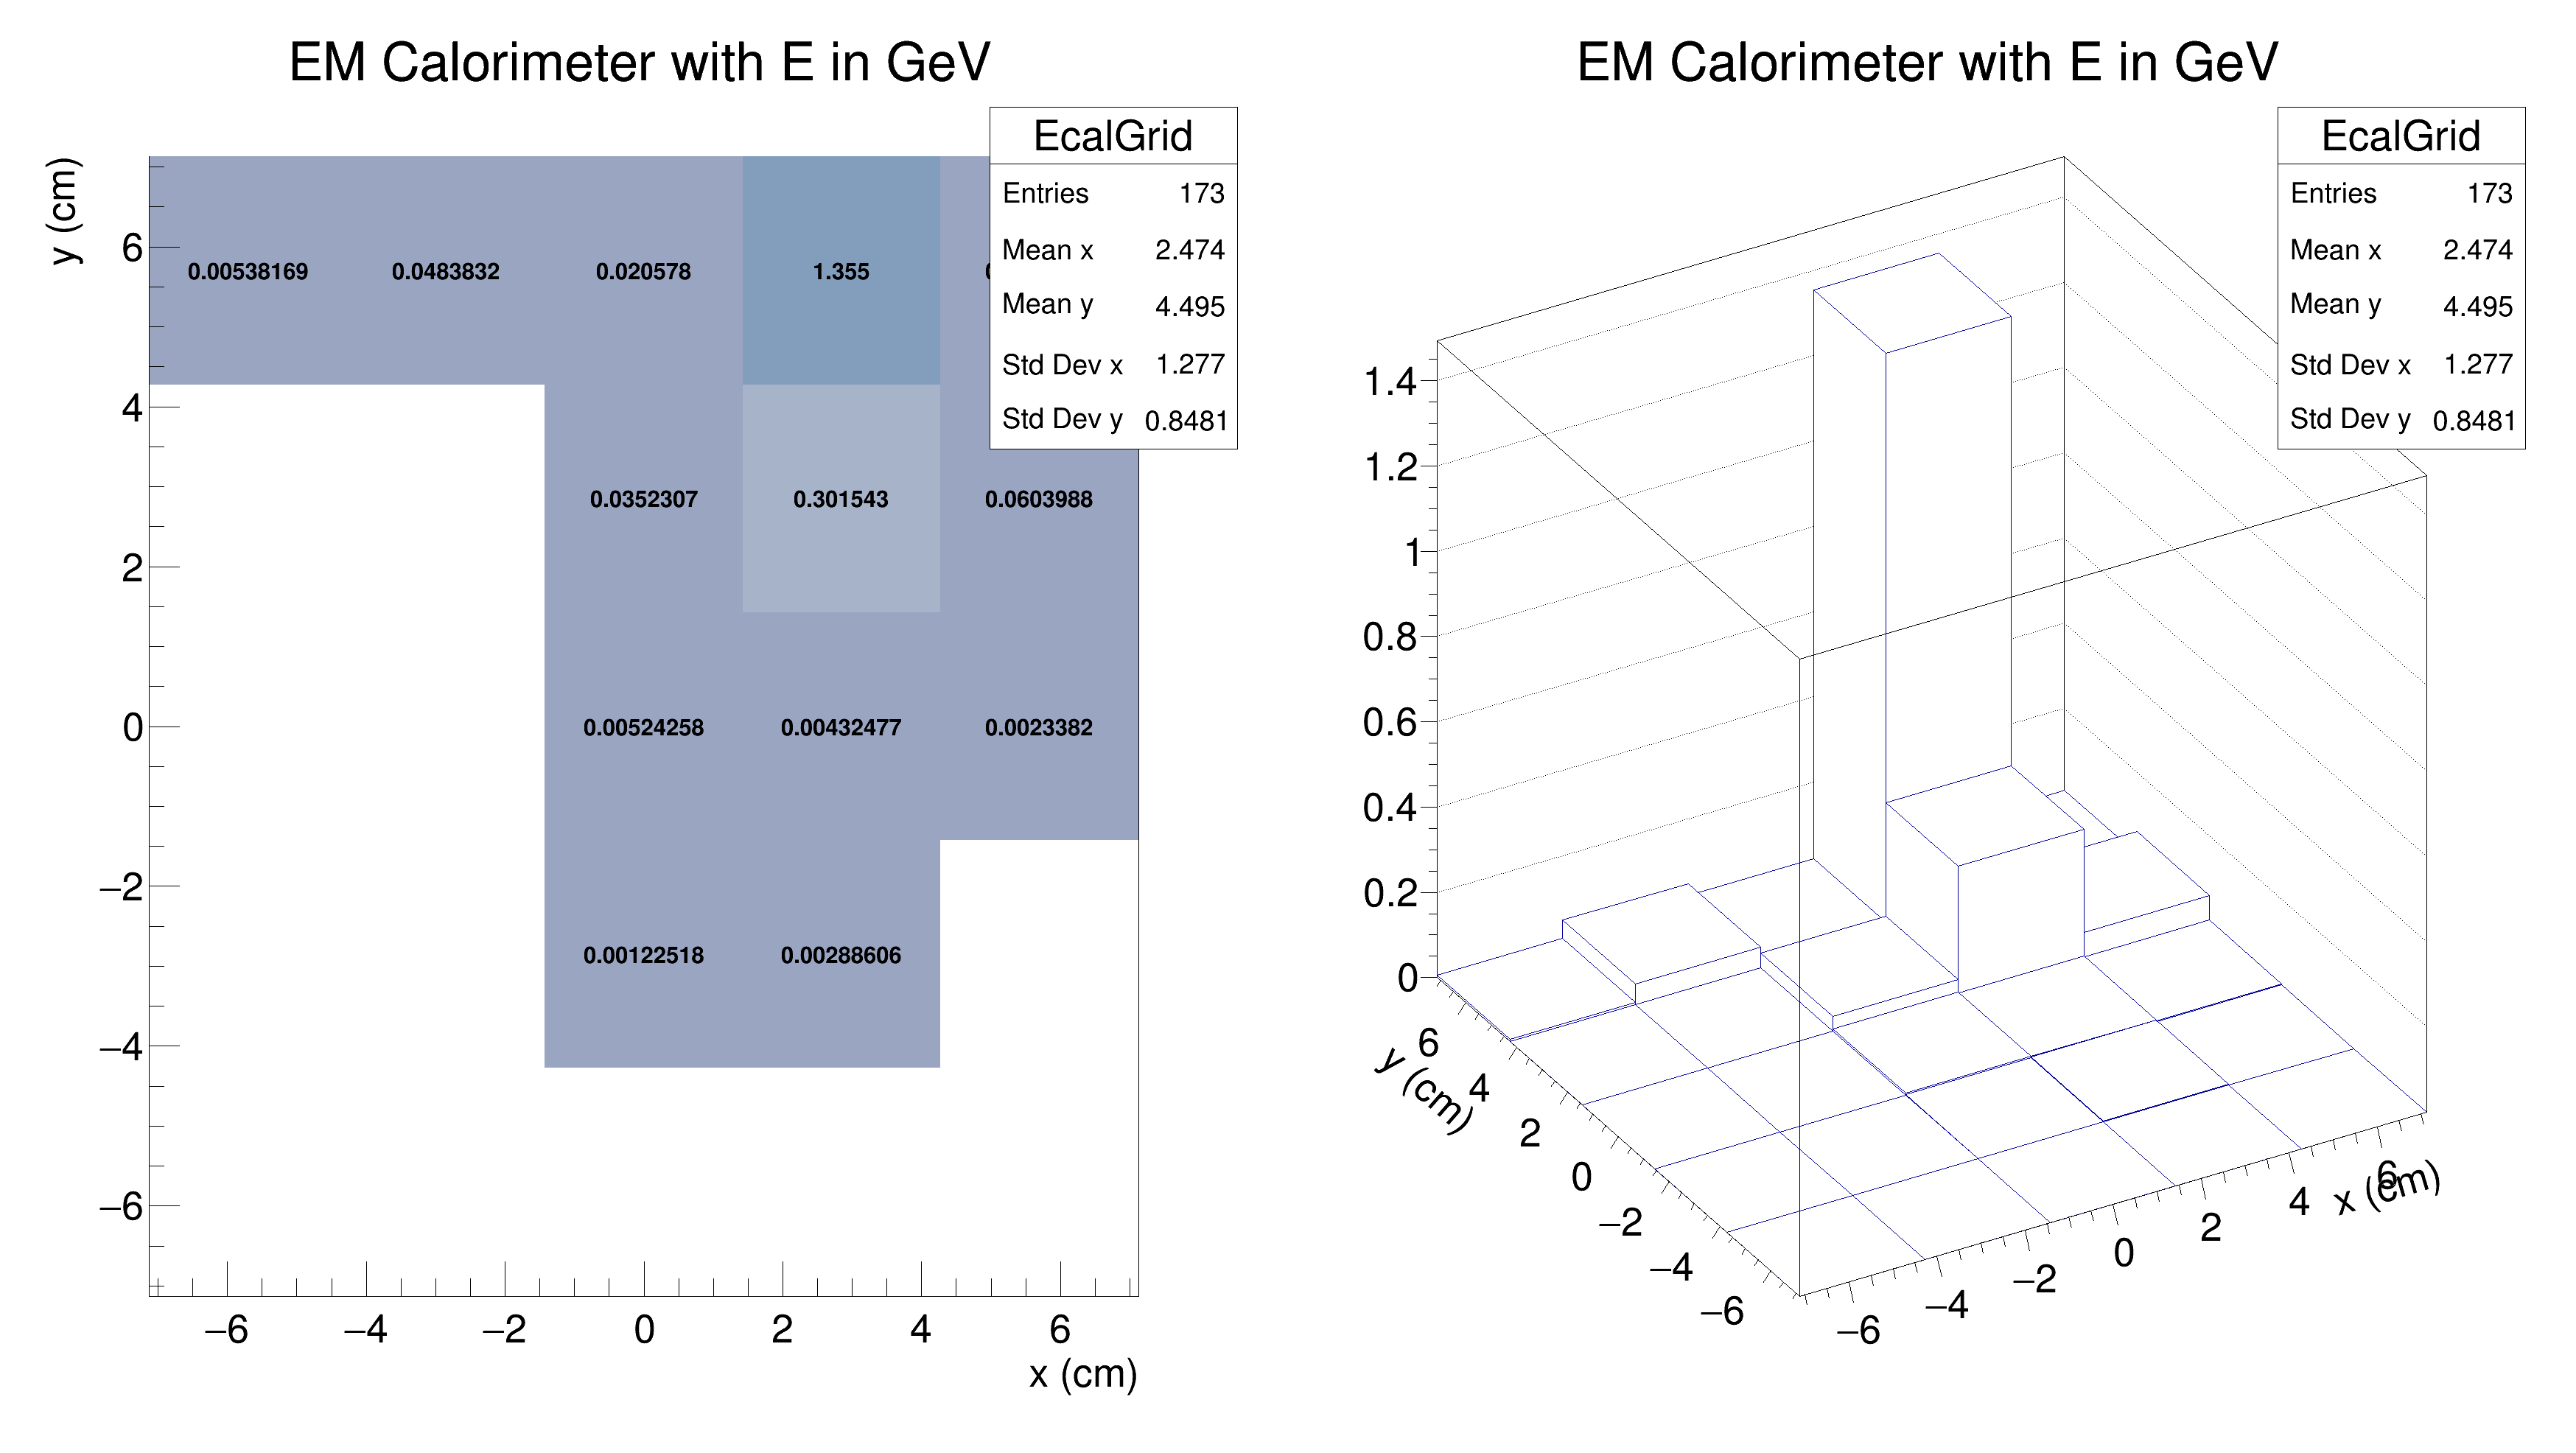 EM Calorimeter with E in GeV
EcalGrid
Entries 173
Mean x 2.474
Mean y 4.495
Std Dev x 1.277
Std Dev y 0.8481
y (cm)
6
4
2
0
−2
−4
−6
0.00538169 0.0483832 0.020578 1.355
0.0352307 0.301543 0.0603988
0.00524258 0.00432477 0.0023382
0.00122518 0.00288606
−6 −4 −2 0 2 4 6
x (cm)
EM Calorimeter with E in GeV
EcalGrid
Entries 173
Mean x 2.474
Mean y 4.495
Std Dev x 1.277
Std Dev y 0.8481
1.4
1.2
1
0.8
0.6
0.4
0.2
0
y (cm)
6
4
2
0
−2
−4
−6
−6 −4 −2 0 2 4 6
x (cm)